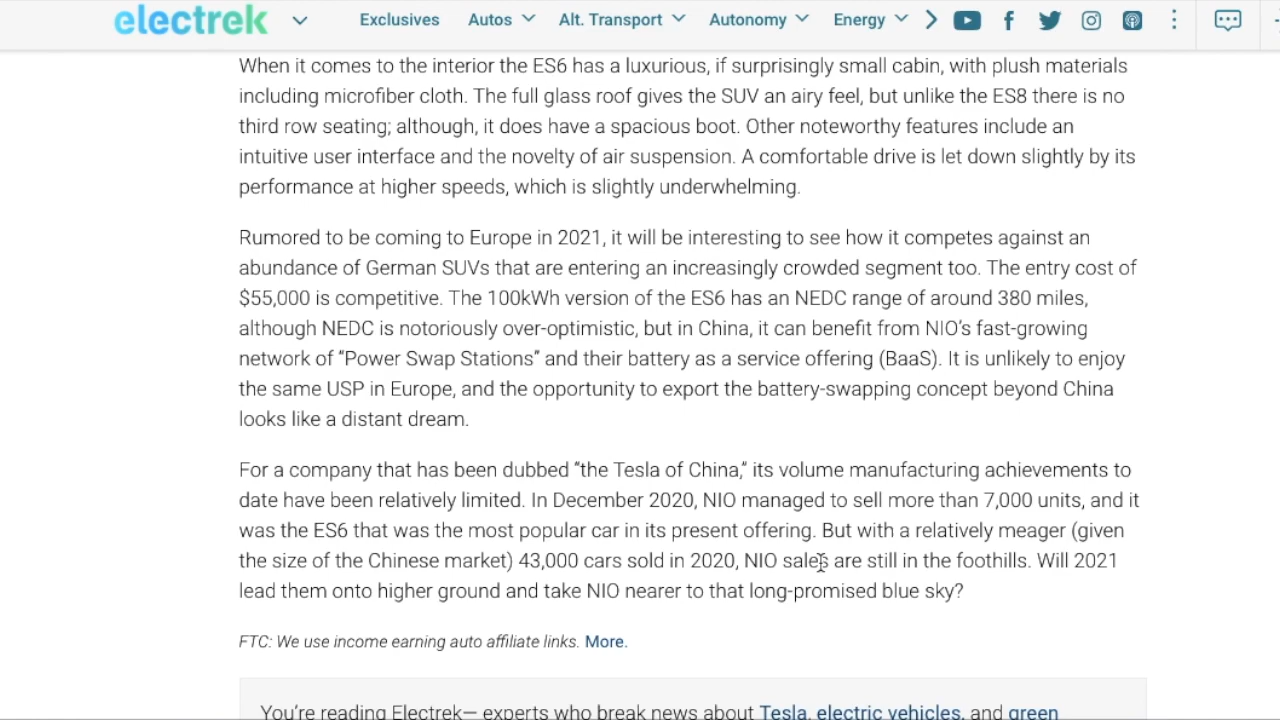 electrek Exclusives Autos Alt. Transport Autonomy Energy
When it comes to the interior the ES6 has a luxurious, if surprisingly small cabin, with plush materials
including microfiber cloth. The full glass roof gives the SUV an airy feel, but unlike the ES8 there is no
third row seating; although, it does have a spacious boot. Other noteworthy features include an
intuitive user interface and the novelty of air suspension. A comfortable drive is let down slightly by its
performance at higher speeds, which is slightly underwhelming.
Rumored to be coming to Europe in 2021, it will be interesting to see how it competes against an
abundance of German SUVs that are entering an increasingly crowded segment too. The entry cost of
$55,000 is competitive. The 100kWh version of the ES6 has an NEDC range of around 380 miles,
although NEDC is notoriously over-optimistic, but in China, it can benefit from NIO’s fast-growing
network of “Power Swap Stations” and their battery as a service offering (BaaS). It is unlikely to enjoy
the same USP in Europe, and the opportunity to export the battery-swapping concept beyond China
looks like a distant dream.
For a company that has been dubbed “the Tesla of China,” its volume manufacturing achievements to
date have been relatively limited. In December 2020, NIO managed to sell more than 7,000 units, and it
was the ES6 that was the most popular car in its present offering. But with a relatively meager (given
the size of the Chinese market) 43,000 cars sold in 2020, NIO sales are still in the foothills. Will 2021
lead them onto higher ground and take NIO nearer to that long-promised blue sky?
FTC: We use income earning auto affiliate links. More.
You’re reading Electrek— experts who break news about Tesla, electric vehicles, and green